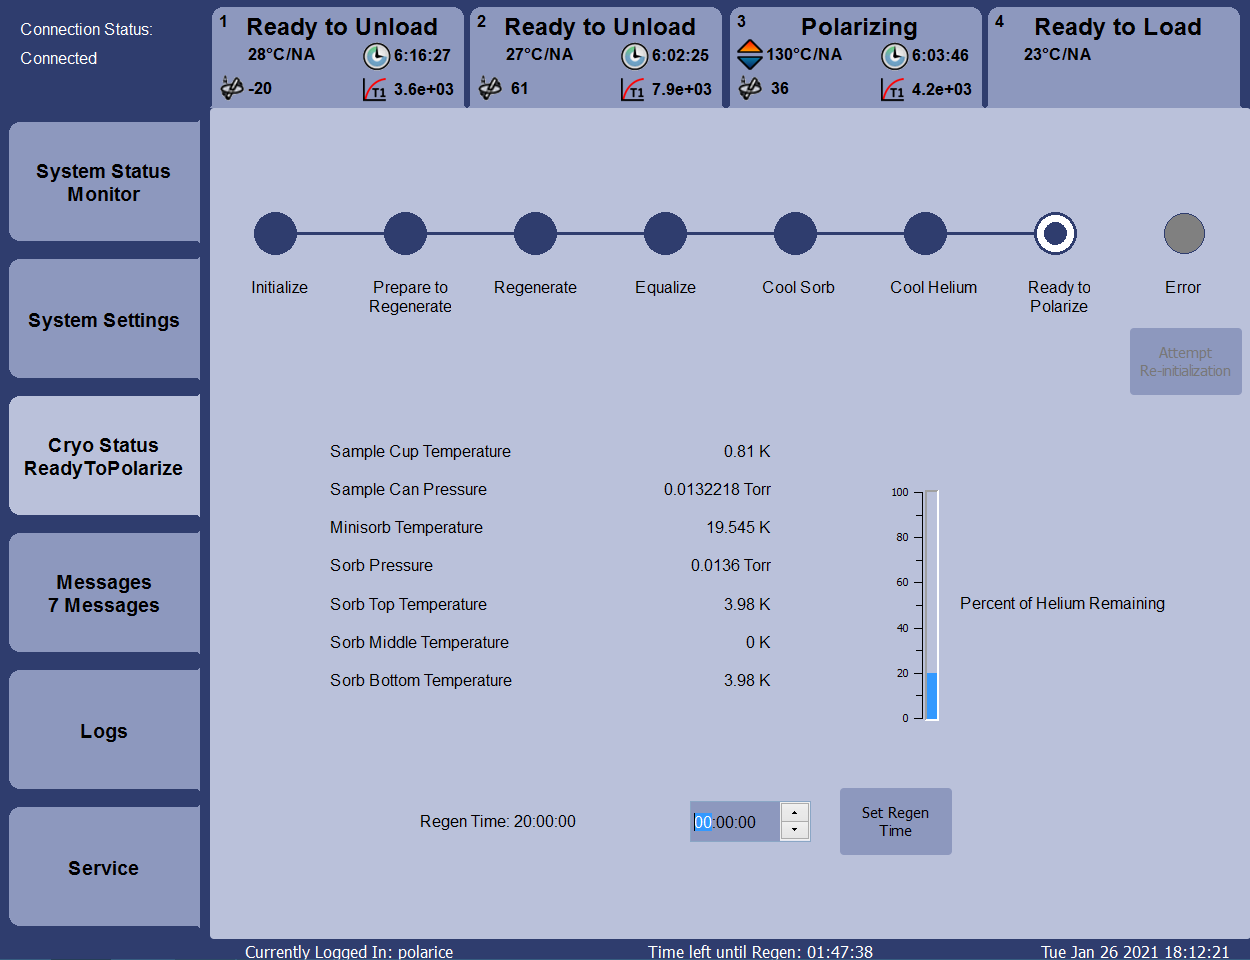 Connection Status:
Connected
1 Ready to Unload
28°C/NA 6:16:27
-20 T1 3.6e+03
2 Ready to Unload
27°C/NA 6:02:25
61 T1 7.9e+03
3 Polarizing
130°C/NA 6:03:46
36 T1 4.2e+03
4 Ready to Load
23°C/NA
System Status
Monitor
System Settings
Cryo Status
ReadyToPolarize
Messages
7 Messages
Logs
Service
Initialize
Prepare to
Regenerate
Regenerate
Equalize
Cool Sorb
Cool Helium
Ready to
Polarize
Error
Attempt
Re-initialization
Sample Cup Temperature 0.81 K
Sample Can Pressure 0.0132218 Torr
Minisorb Temperature 19.545 K
Sorb Pressure 0.0136 Torr
Sorb Top Temperature 3.98 K
Sorb Middle Temperature 0 K
Sorb Bottom Temperature 3.98 K
100
80
60
40
20
0
Percent of Helium Remaining
Regen Time: 20:00:00
00:00:00
Set Regen
Time
Currently Logged In: polarice
Time left until Regen: 01:47:38
Tue Jan 26 2021 18:12:21